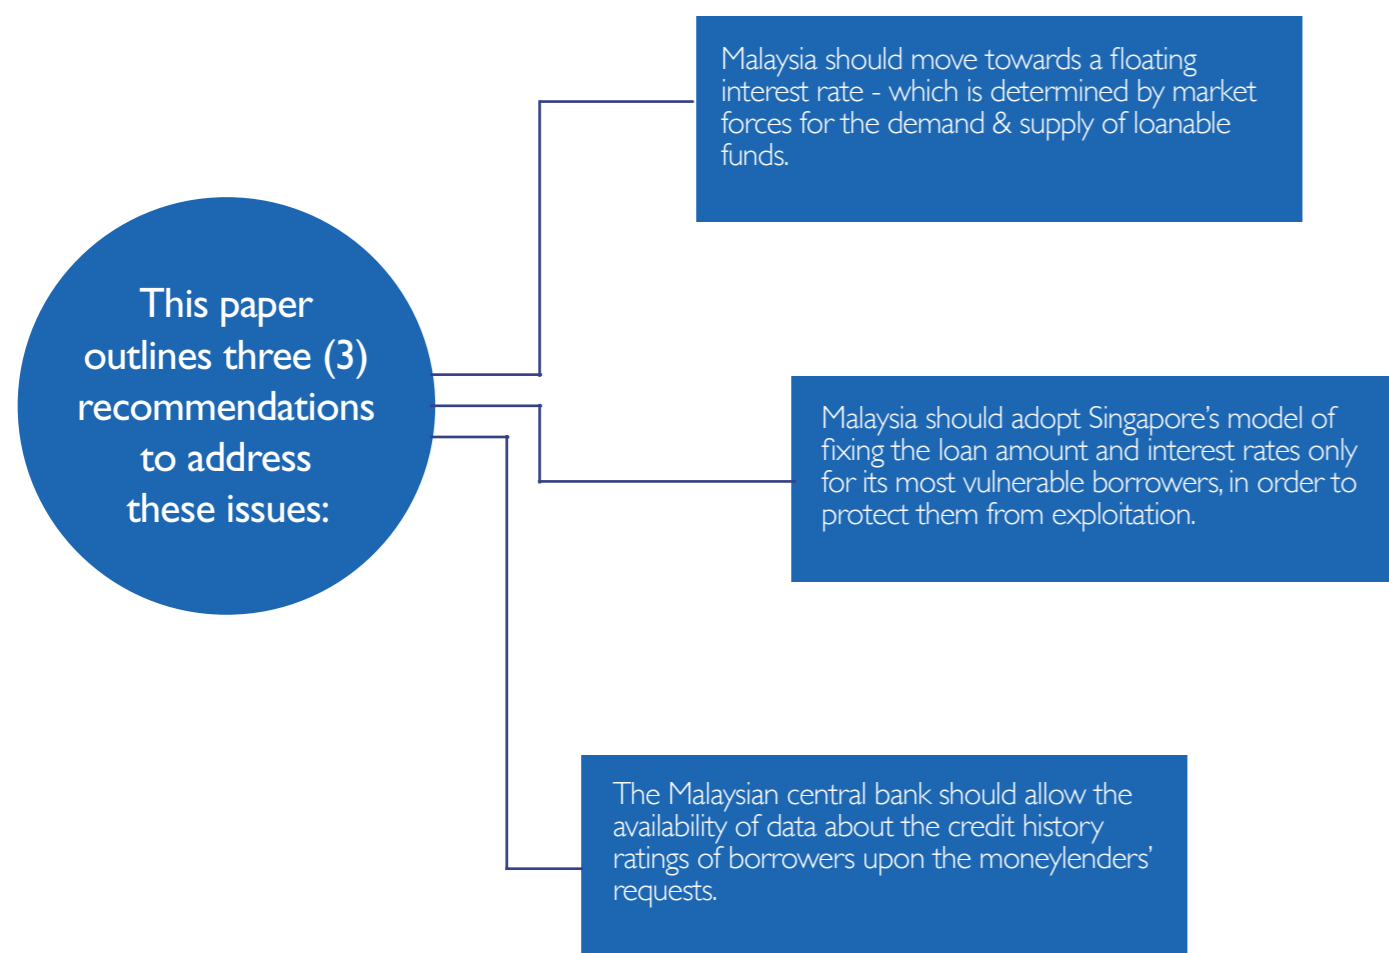 This paper
outlines three (3)
recommendations
to address
these issues:
Malaysia should move towards a floating
interest rate - which is determined by market
forces for the demand & supply of loanable
funds.
Malaysia should adopt Singapore’s model of
fixing the loan amount and interest rates only
for its most vulnerable borrowers, in order to
protect them from exploitation.
The Malaysian central bank should allow the
availability of data about the credit history
ratings of borrowers upon the moneylenders’
requests.